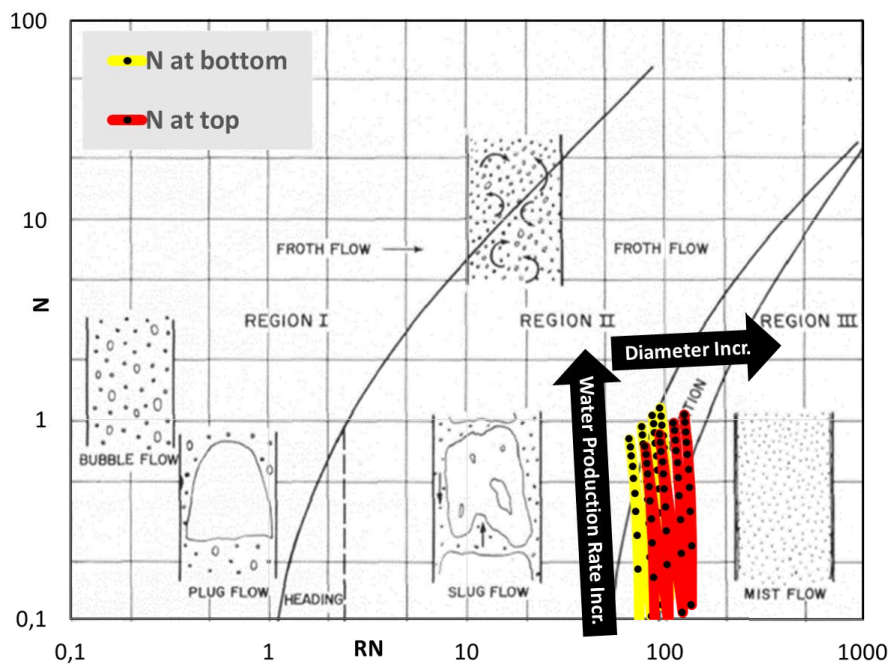 100
N at bottom
N at top
10
FROTH FLOW
FROTH FLOW
N
REGION I
REGION II
REGION III
Diameter Incr.
Water Production Rate Incr.
1
BUBBLE FLOW
PLUG FLOW
HEADING
SLUG FLOW
MIST FLOW
0,1
0,1
1
RN
10
100
1000